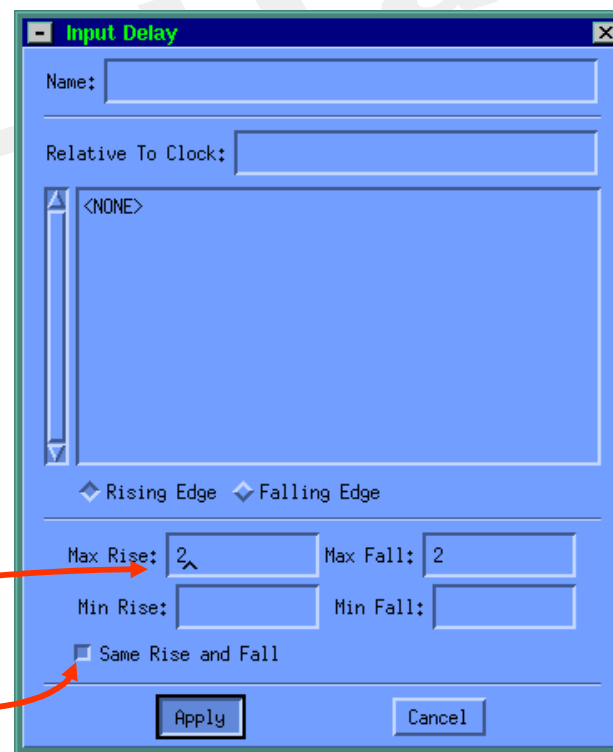 Input Delay
Name:
Relative To Clock:
<NONE>
Rising Edge Falling Edge
Max Rise: 2 Max Fall: 2
Min Rise: Min Fall:
Same Rise and Fall
Apply Cancel